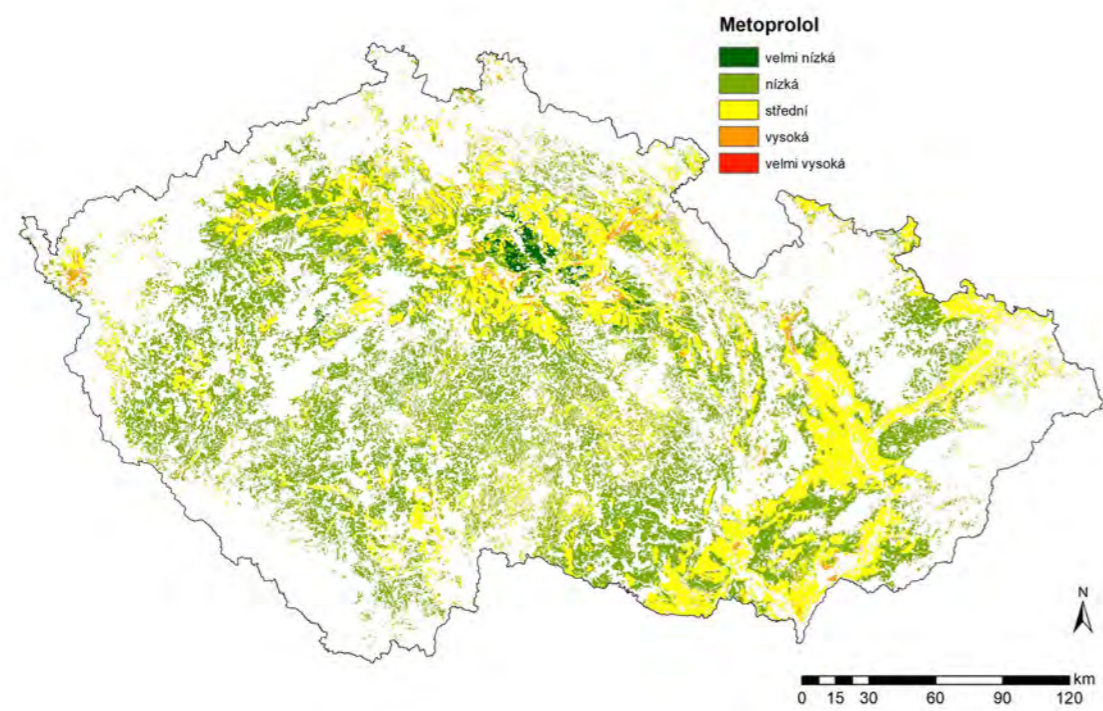 Metoprolol
velmi nízká
nízká
střední
vysoká
velmi vysoká
N
km
0 15 30 60 90 120